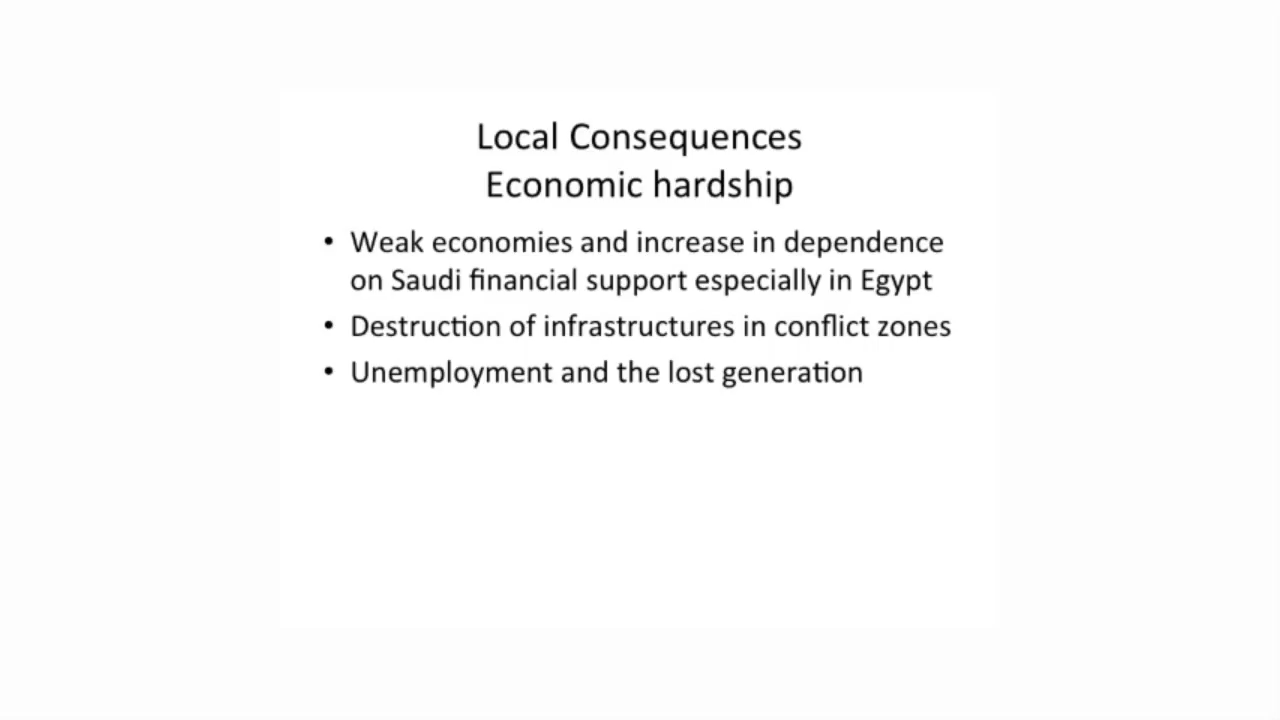 Local Consequences
Economic hardship
• Weak economies and increase in dependence
on Saudi financial support especially in Egypt
• Destruction of infrastructures in conflict zones
• Unemployment and the lost generation